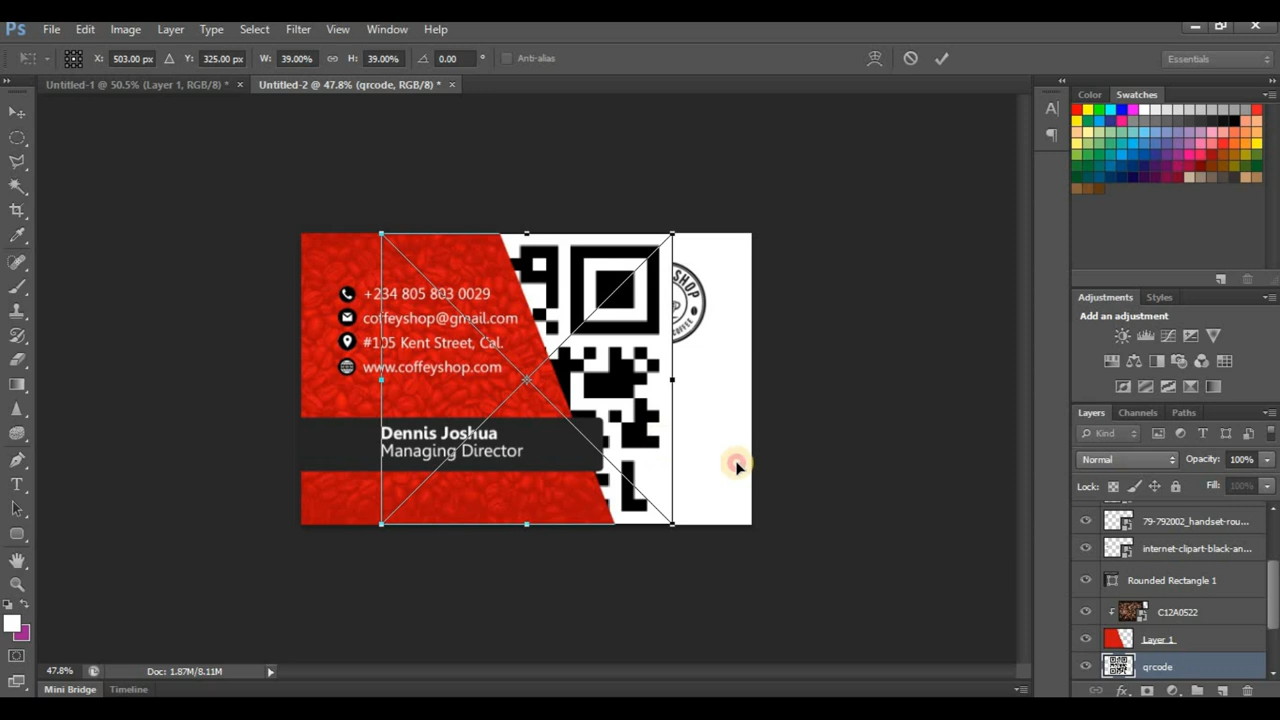 Ps File Edit Image Layer Type Select Filter View Window Help
X: 503.00 px Y: 325.00 px W: 39.00% H: 39.00% 0.00 ° Anti-alias Essentials
Untitled-1 @ 50.5% (Layer 1, RGB/8) * × Untitled-2 @ 47.8% (qrcode, RGB/8) * ×
Color Swatches
+234 805 803 0029
coffeyshop@gmail.com
#105 Kent Street, Cal.
www.coffeyshop.com
Dennis Joshua
Managing Director
SHOP
COFFEE
Adjustments Styles
Add an adjustment
Layers Channels Paths
Kind
Normal Opacity: 100%
Lock: Fill: 100%
79-792002_handset-rou...
internet-clipart-black-an...
Rounded Rectangle 1
C12A0522
Layer 1
qrcode
47.8% Doc: 1.87M/8.11M
Mini Bridge Timeline